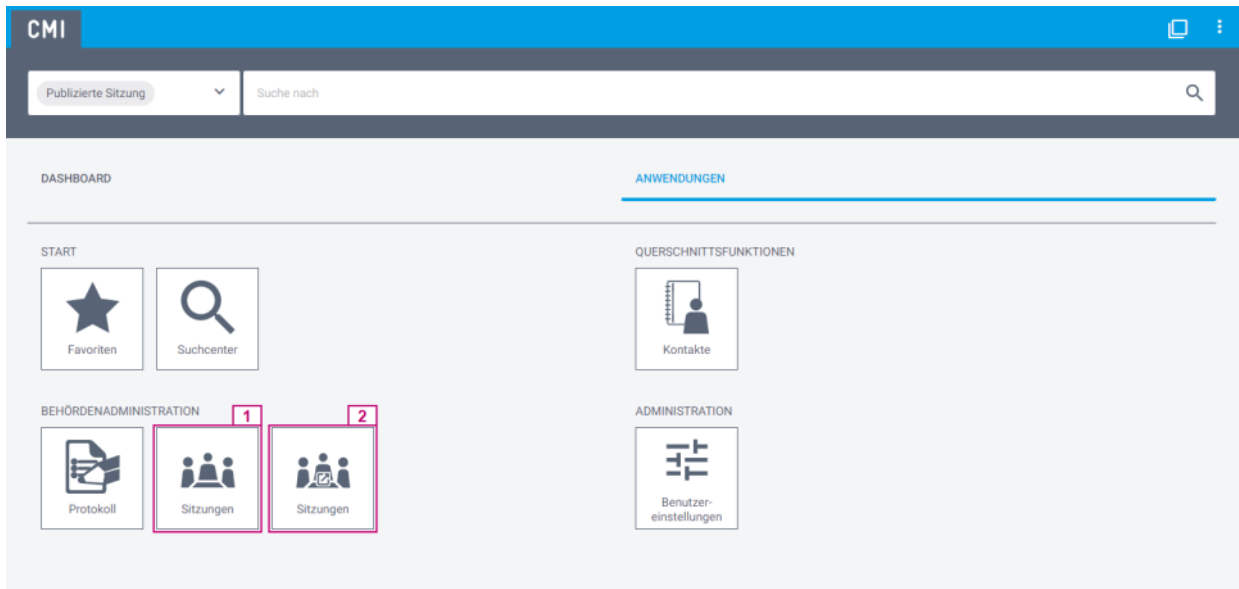 CMI
Publizierte Sitzung
Suche nach
DASHBOARD
ANWENDUNGEN
START
QUERSCHNITTSFUNKTIONEN
Favoriten
Suchcenter
Kontakte
BEHÖRDENADMINISTRATION
1
2
ADMINISTRATION
Protokoll
Sitzungen
Sitzungen
Benutzer-
einstellungen